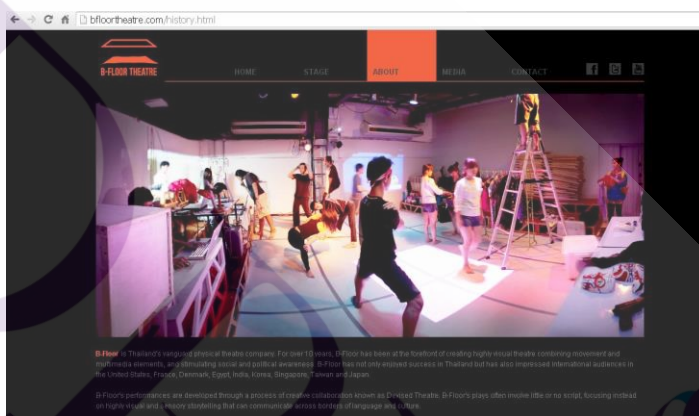 bfloortheatre.com/history.html
B-FLOOR THEATRE
HOME STAGE ABOUT MEDIA CONTACT
B-Floor is Thailand's vanguard physical theatre company. For over 10 years, B-Floor has been at the forefront of creating highly visual theatre combining movement and
multimedia elements, and stimulating social and political awareness. B-Floor has not only enjoyed success in Thailand but has also impressed international audiences in
the United States, France, Denmark, Egypt, India, Korea, Singapore, Taiwan and Japan.
B-Floor's performances are developed through a process of creative collaboration known as Devised Theatre. B-Floor's plays often involve little or no script, focusing instead
on highly visual and sensory storytelling that can communicate across borders of language and culture.